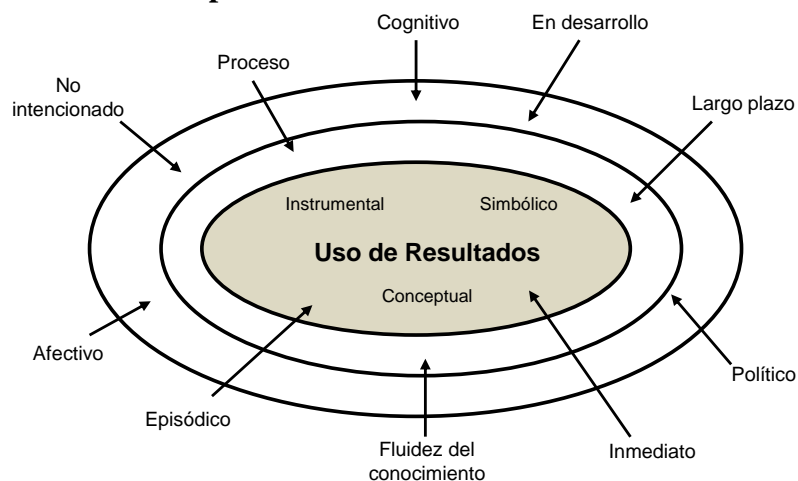 Cognitivo
En desarrollo
Proceso
No
intencionado
Largo plazo
Instrumental
Simbólico
Uso de Resultados
Conceptual
Afectivo
Político
Episódico
Fluidez del
conocimiento
Inmediato